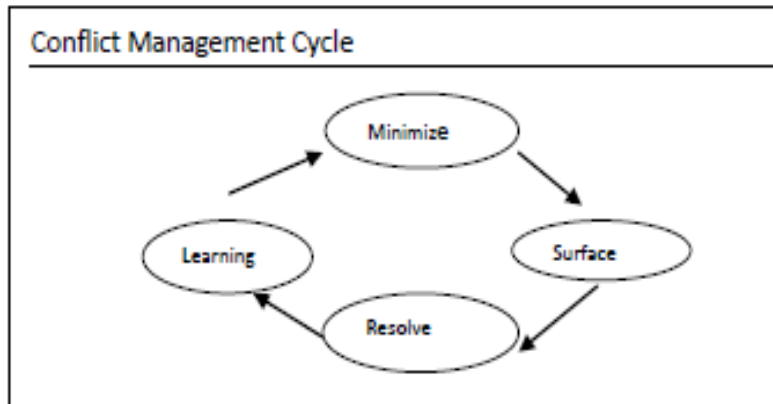 Conflict Management Cycle
Minimize
Learning
Surface
Resolve